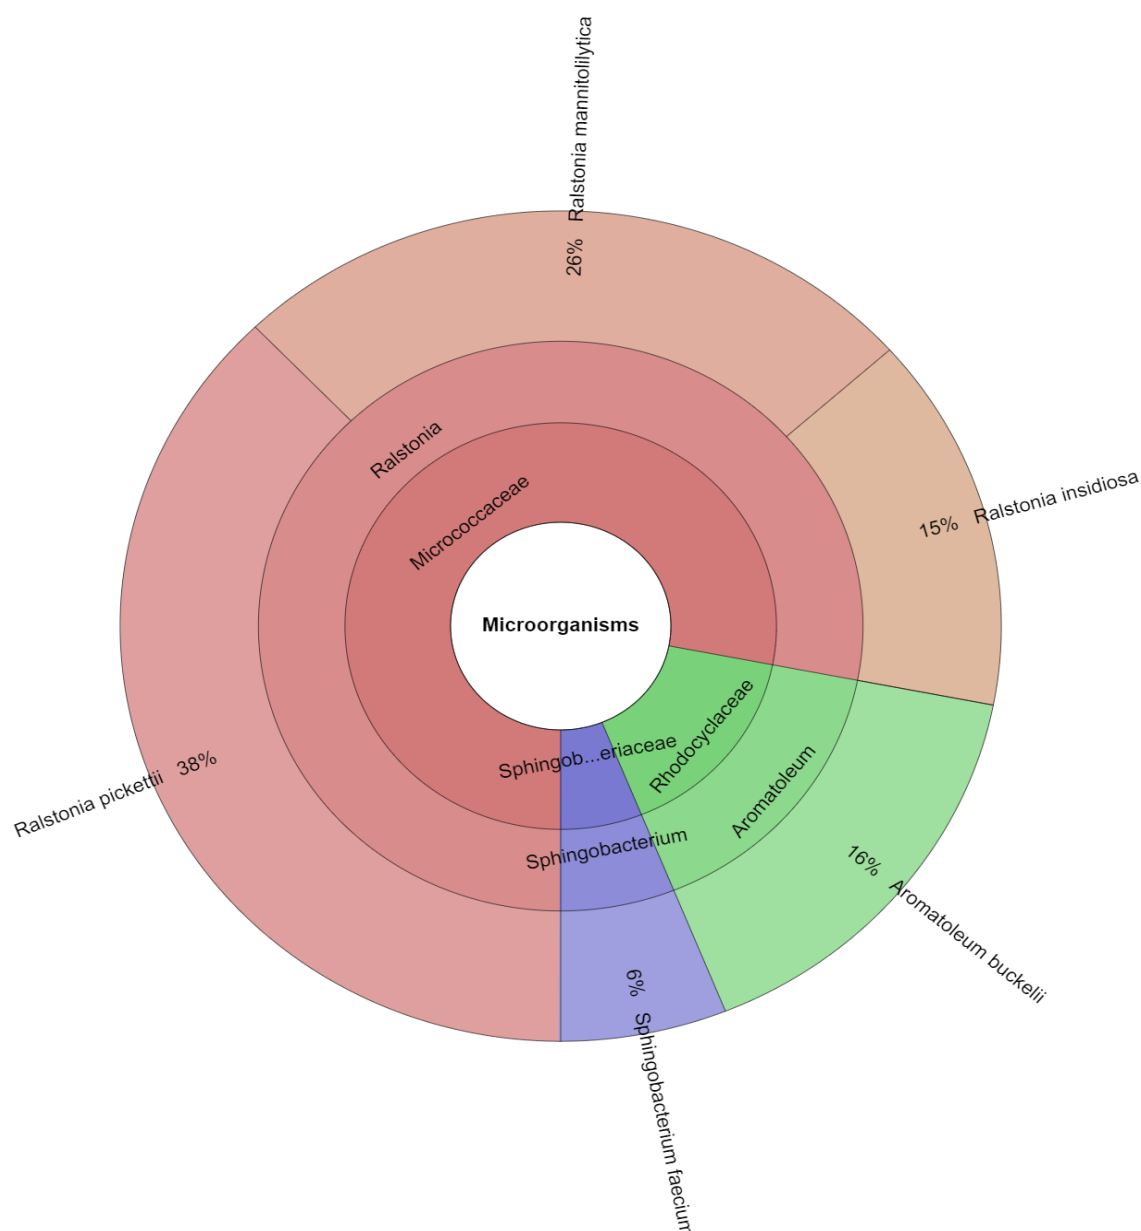 Ralstonia mannitolilytica
26%
Ralstonia
Micrococcaceae
15% Ralstonia insidiosa
Microorganisms
Rhodocyclaceae
Sphingob...eriaceae
Aromatoleum
Ralstonia pickettii 38%
Sphingobacterium
16% Aromatoleum buckelii
6% Sphingobacterium faecium